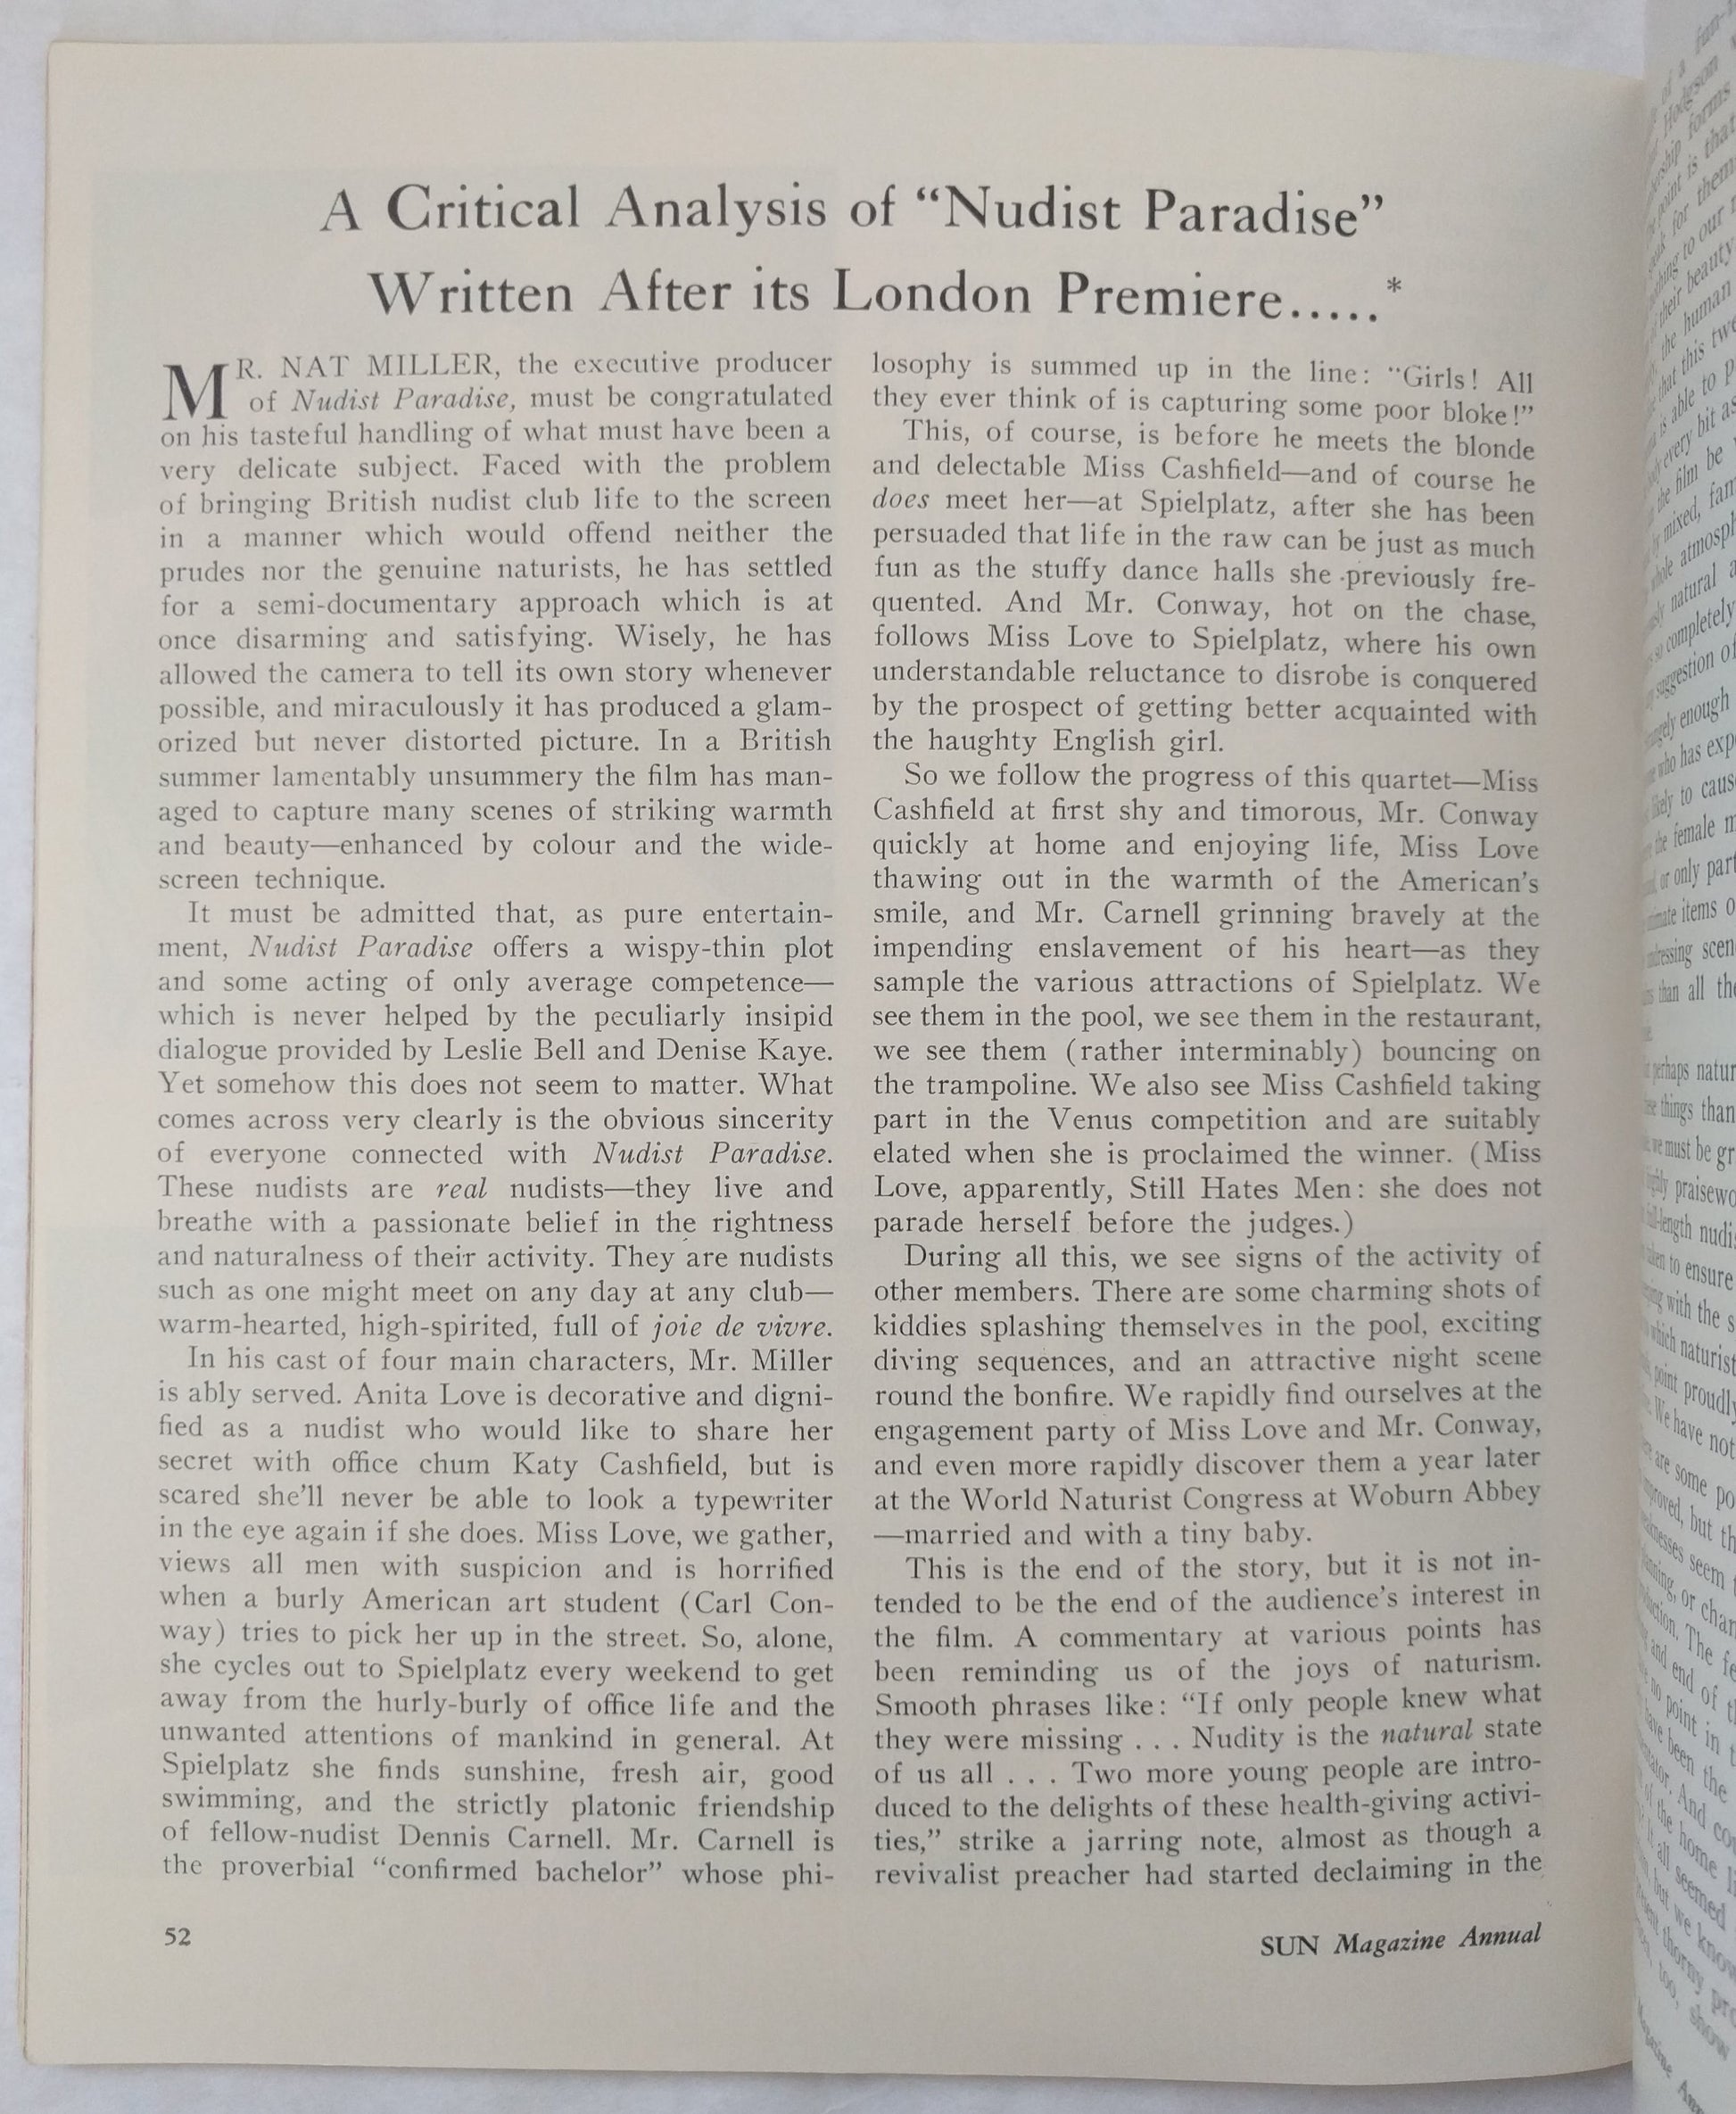 A Critical Analysis of “Nudist Paradise”
Written After its London Premiere.....*
MR. NAT MILLER, the executive producer
of Nudist Paradise, must be congratulated
on his tasteful handling of what must have been a
very delicate subject. Faced with the problem
of bringing British nudist club life to the screen
in a manner which would offend neither the
prudes nor the genuine naturists, he has settled
for a semi-documentary approach which is at
once disarming and satisfying. Wisely, he has
allowed the camera to tell its own story whenever
possible, and miraculously it has produced a glam-
orized but never distorted picture. In a British
summer lamentably unsummery the film has man-
aged to capture many scenes of striking warmth
and beauty—enhanced by colour and the wide-
screen technique.
It must be admitted that, as pure entertain-
ment, Nudist Paradise offers a wispy-thin plot
and some acting of only average competence—
which is never helped by the peculiarly insipid
dialogue provided by Leslie Bell and Denise Kaye.
Yet somehow this does not seem to matter. What
comes across very clearly is the obvious sincerity
of everyone connected with Nudist Paradise.
These nudists are real nudists—they live and
breathe with a passionate belief in the rightness
and naturalness of their activity. They are nudists
such as one might meet on any day at any club—
warm-hearted, high-spirited, full of joie de vivre.
In his cast of four main characters, Mr. Miller
is ably served. Anita Love is decorative and digni-
fied as a nudist who would like to share her
secret with office chum Katy Cashfield, but is
scared she'll never be able to look a typewriter
in the eye again if she does. Miss Love, we gather,
views all men with suspicion and is horrified
when a burly American art student (Carl Con-
way) tries to pick her up in the street. So, alone,
she cycles out to Spielplatz every weekend to get
away from the hurly-burly of office life and the
unwanted attentions of mankind in general. At
Spielplatz she finds sunshine, fresh air, good
swimming, and the strictly platonic friendship
of fellow-nudist Dennis Carnell. Mr. Carnell is
the proverbial “confirmed bachelor” whose phi-
losophy is summed up in the line: “Girls! All
they ever think of is capturing some poor bloke!”
This, of course, is before he meets the blonde
and delectable Miss Cashfield—and of course he
does meet her—at Spielplatz, after she has been
persuaded that life in the raw can be just as much
fun as the stuffy dance halls she previously fre-
quented. And Mr. Conway, hot on the chase,
follows Miss Love to Spielplatz, where his own
understandable reluctance to disrobe is conquered
by the prospect of getting better acquainted with
the haughty English girl.
So we follow the progress of this quartet—Miss
Cashfield at first shy and timorous, Mr. Conway
quickly at home and enjoying life, Miss Love
thawing out in the warmth of the American's
smile, and Mr. Carnell grinning bravely at the
impending enslavement of his heart—as they
sample the various attractions of Spielplatz. We
see them in the pool, we see them in the restaurant,
we see them (rather interminably) bouncing on
the trampoline. We also see Miss Cashfield taking
part in the Venus competition and are suitably
elated when she is proclaimed the winner. (Miss
Love, apparently, Still Hates Men: she does not
parade herself before the judges.)
During all this, we see signs of the activity of
other members. There are some charming shots of
kiddies splashing themselves in the pool, exciting
diving sequences, and an attractive night scene
round the bonfire. We rapidly find ourselves at the
engagement party of Miss Love and Mr. Conway,
and even more rapidly discover them a year later
at the World Naturist Congress at Woburn Abbey
—married and with a tiny baby.
This is the end of the story, but it is not in-
tended to be the end of the audience's interest in
the film. A commentary at various points has
been reminding us of the joys of naturism.
Smooth phrases like: “If only people knew what
they were missing . . . Nudity is the natural state
of us all . . . Two more young people are intro-
duced to the delights of these health-giving activi-
ties,” strike a jarring note, almost as though a
revivalist preacher had started declaiming in the
52
SUN Magazine Annual